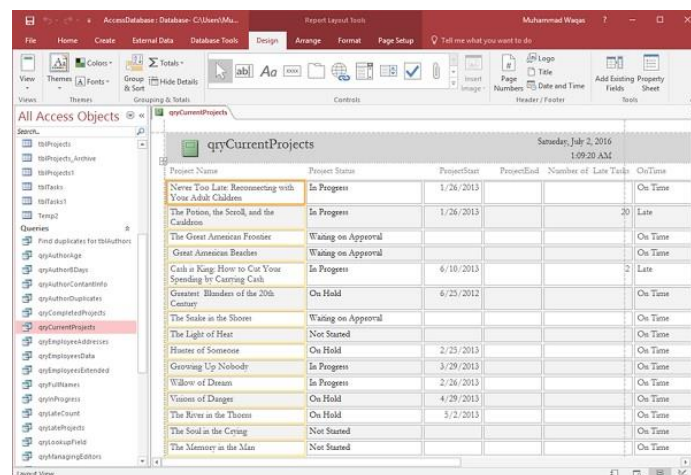 AccessDatabase : Database- C:\Users\Mu...
Report Layout Tools
Muhammad Waqas
?
File Home Create External Data Database Tools Design Arrange Format Page Setup Tell me what you want to do
View
Themes
Colors
Fonts
Group & Sort
Totals
Hide Details
ab|
Aa
xxxx
Insert Image
Page Numbers
Logo
Title
Date and Time
Add Existing Fields
Property Sheet
Views Themes Grouping & Totals Controls Header / Footer Tools
All Access Objects
Search...
tblProjects
tblProjects_Archive
tblProjects1
tblTasks
tblTasks1
Temp2
Queries
Find duplicates for tblAuthors
qryAuthorAge
qryAuthorBDays
qryAuthorContantInfo
qryAuthorDuplicates
qryCompletedProjects
qryCurrentProjects
qryEmployeeAddresses
qryEmployeesData
qryEmployeesExtended
qryFullNames
qryInProgress
qryLateCount
qryLateProjects
qryLookupField
qryManagingEditors
qryCurrentProjects
qryCurrentProjects
Saturday, July 2, 2016
1:09:20 AM
Project Name Project Status ProjectStart ProjectEnd Number of Late Tasks OnTime
Never Too Late: Reconnecting with In Progress 1/26/2013 On Time
Your Adult Children
The Potion, the Scroll, and the In Progress 1/26/2013 20 Late
Cauldron
The Great American Frontier Waiting on Approval On Time
Great American Beaches Waiting on Approval On Time
Cash is King: How to Cut Your In Progress 6/10/2013 2 Late
Spending by Carrying Cash
Greatest Blunders of the 20th On Hold 6/25/2012 On Time
Century
The Snake in the Shores Waiting on Approval On Time
The Light of Heat Not Started On Time
Hunter of Someone On Hold 2/25/2013 On Time
Growing Up Nobody In Progress 3/29/2013 On Time
Willow of Dream In Progress 2/26/2013 On Time
Visions of Danger On Hold 4/29/2013 On Time
The River in the Thorns On Hold 5/2/2013 On Time
The Soul in the Crying Not Started On Time
The Memory in the Man Not Started On Time
Layout View